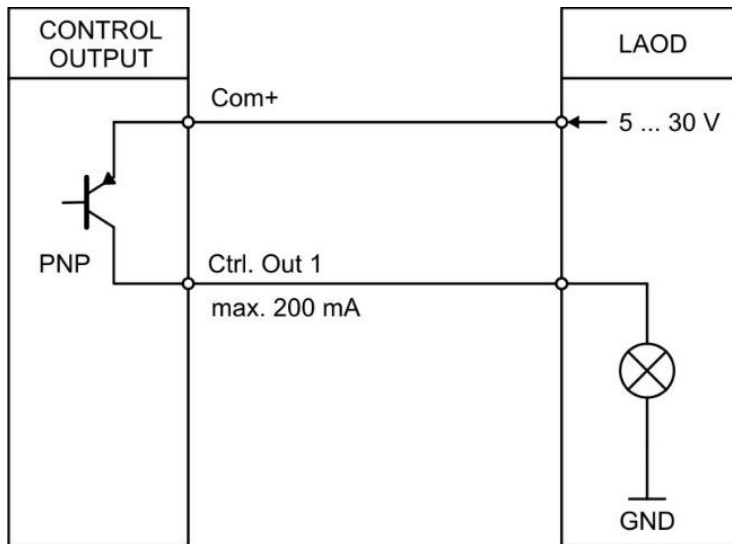 CONTROL
OUTPUT
LAOD
Com+
5 ... 30 V
PNP
Ctrl. Out 1
max. 200 mA
GND